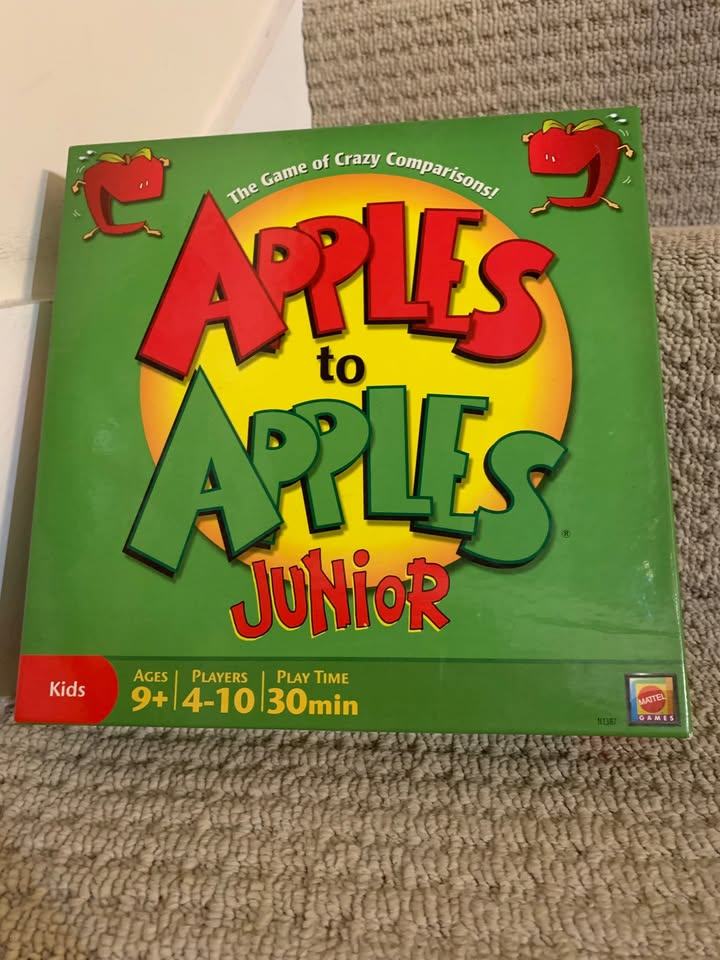 The Game of Crazy Comparisons!
APPLES
to
APPLES®
JUNIOR
Kids
AGES
9+
PLAYERS
4-10
PLAY TIME
30min
N1387
MATTEL
GAMES